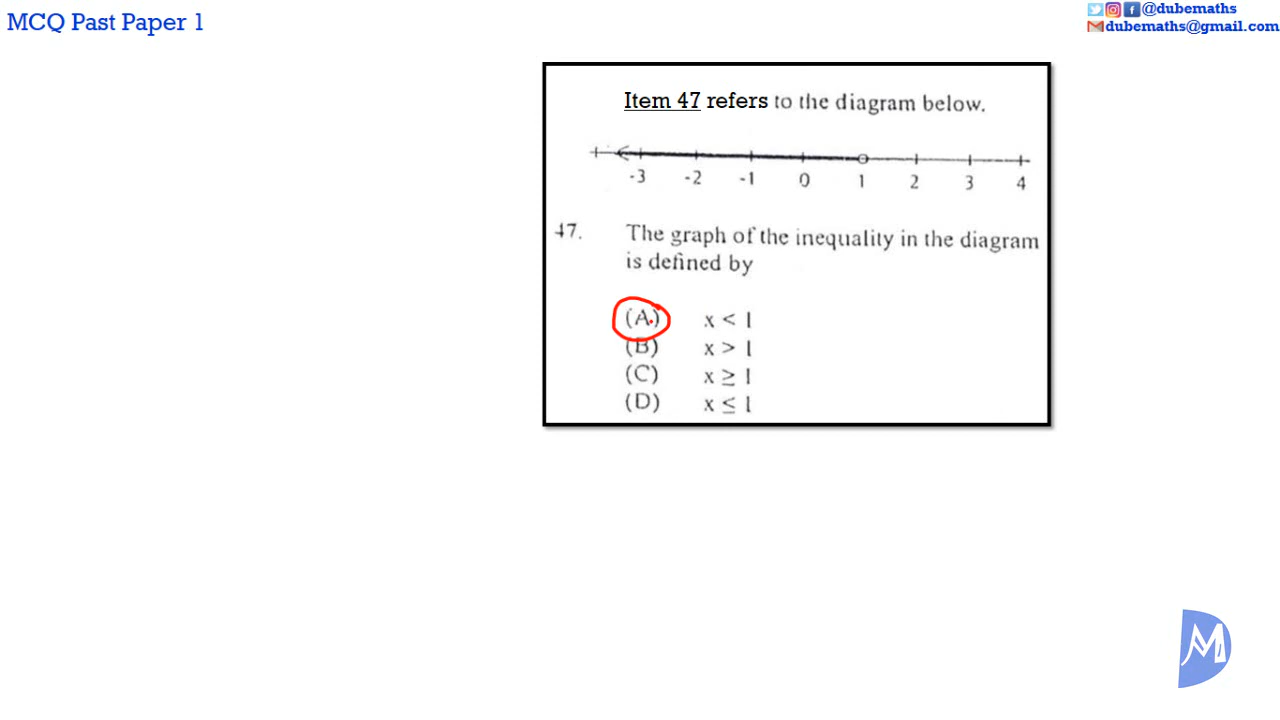 MCQ Past Paper 1
@dubemaths
dubemaths@gmail.com
Item 47 refers to the diagram below.
-3 -2 -1 0 1 2 3 4
47. The graph of the inequality in the diagram
is defined by
(A) x < 1
(B) x > 1
(C) x ≥ 1
(D) x ≤ 1
M